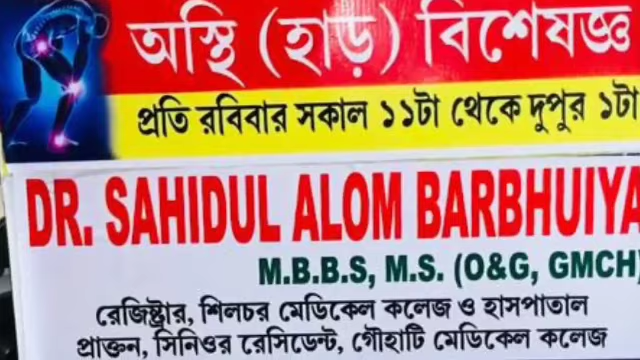 অস্থি (হাড়) বিশেষজ্ঞ
প্রতি রবিবার সকাল ১১টা থেকে দুপুর ১টা
DR. SAHIDUL ALOM BARBHUIYA
M.B.B.S, M.S. (O&G, GMCH)
রেজিষ্ট্রার, শিলচর মেডিকেল কলেজ ও হাসপাতাল
প্রাক্তন, সিনিওর রেসিডেন্ট, গৌহাটি মেডিকেল কলেজ